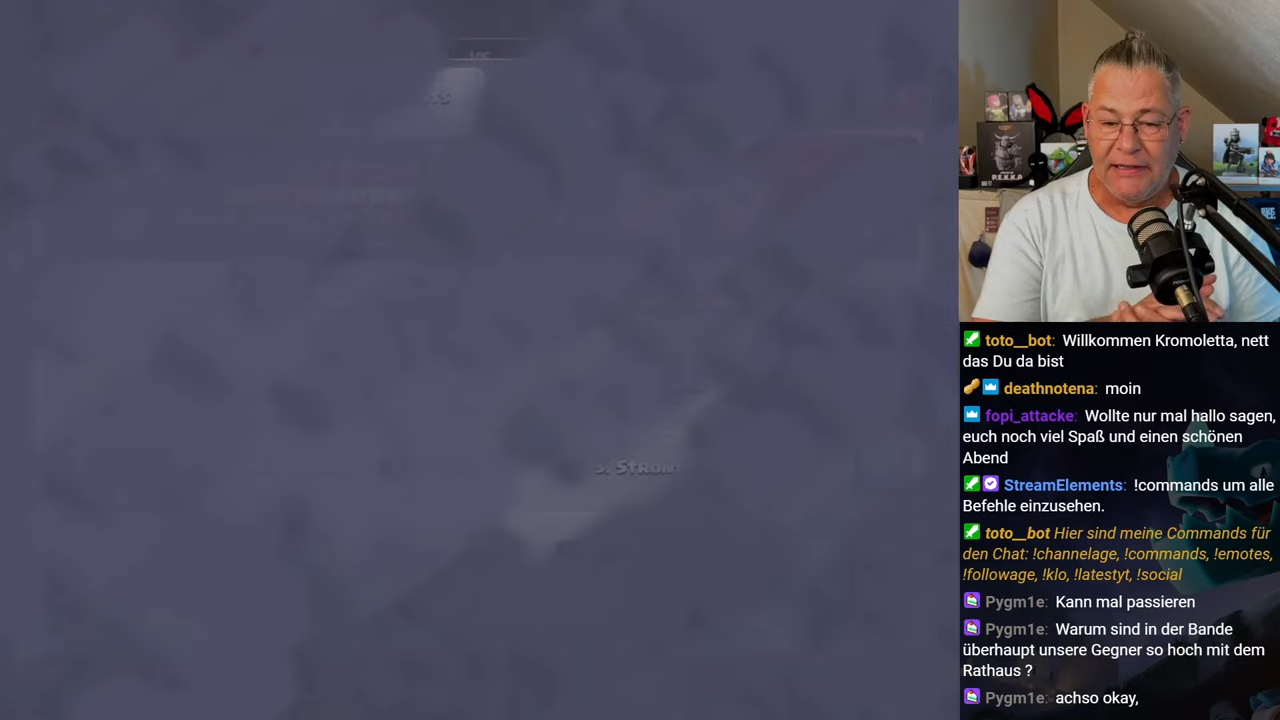 toto__bot: Willkommen Kromoletta, nett
das Du da bist
deathnotena: moin
fopi_attacke: Wollte nur mal hallo sagen,
euch noch viel Spaß und einen schönen
Abend
StreamElements: !commands um alle
Befehle einzusehen.
toto__bot Hier sind meine Commands für
den Chat: !channelage, !commands, !emotes,
!followage, !klo, !latestyt, !social
Pygm1e: Kann mal passieren
Pygm1e: Warum sind in der Bande
überhaupt unsere Gegner so hoch mit dem
Rathaus ?
Pygm1e: achso okay,